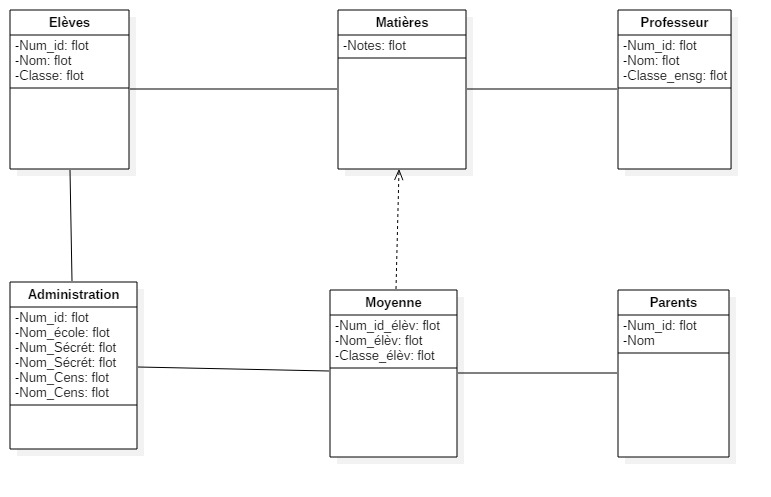 Elèves
-Num_id: flot
-Nom: flot
-Classe: flot
Matières
-Notes: flot
Professeur
-Num_id: flot
-Nom: flot
-Classe_ensg: flot
Administration
-Num_id: flot
-Nom_école: flot
-Num_Sécrét: flot
-Nom_Sécrét: flot
-Num_Cens: flot
-Nom_Cens: flot
Moyenne
-Num_id_élèv: flot
-Nom_élèv: flot
-Classe_élèv: flot
Parents
-Num_id: flot
-Nom